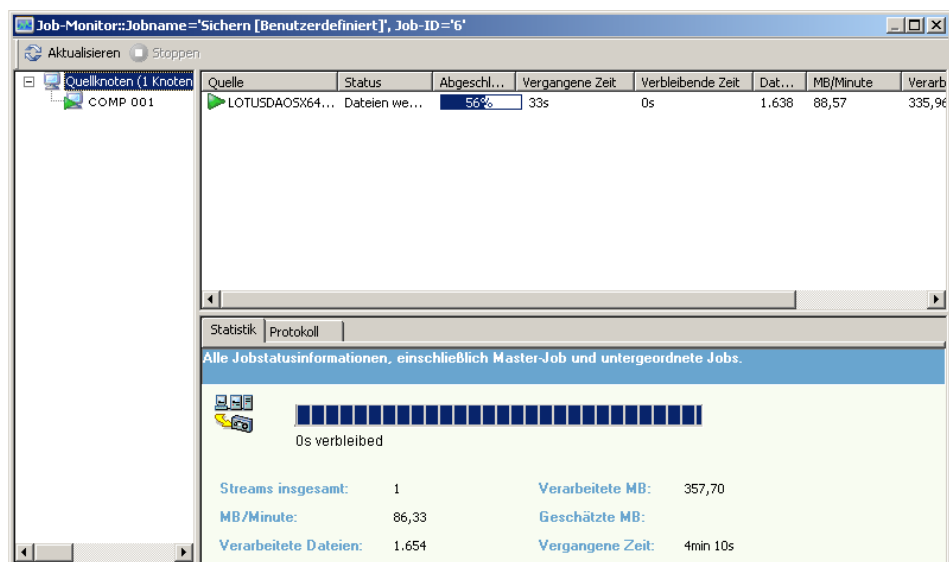 Job-Monitor::Jobname='Sichern [Benutzerdefiniert]', Job-ID='6'
Aktualisieren Stoppen
Quellknoten (1 Knoten
COMP 001
Quelle Status Abgeschl... Vergangene Zeit Verbleibende Zeit Dat... MB/Minute Verarb
LOTUSDAOSX64... Dateien we... 56% 33s 0s 1.638 88,57 335,96
Statistik Protokoll
Alle Jobstatusinformationen, einschließlich Master-Job und untergeordnete Jobs.
0s verbleibed
Streams insgesamt: 1 Verarbeitete MB: 357,70
MB/Minute: 86,33 Geschätzte MB:
Verarbeitete Dateien: 1.654 Vergangene Zeit: 4min 10s